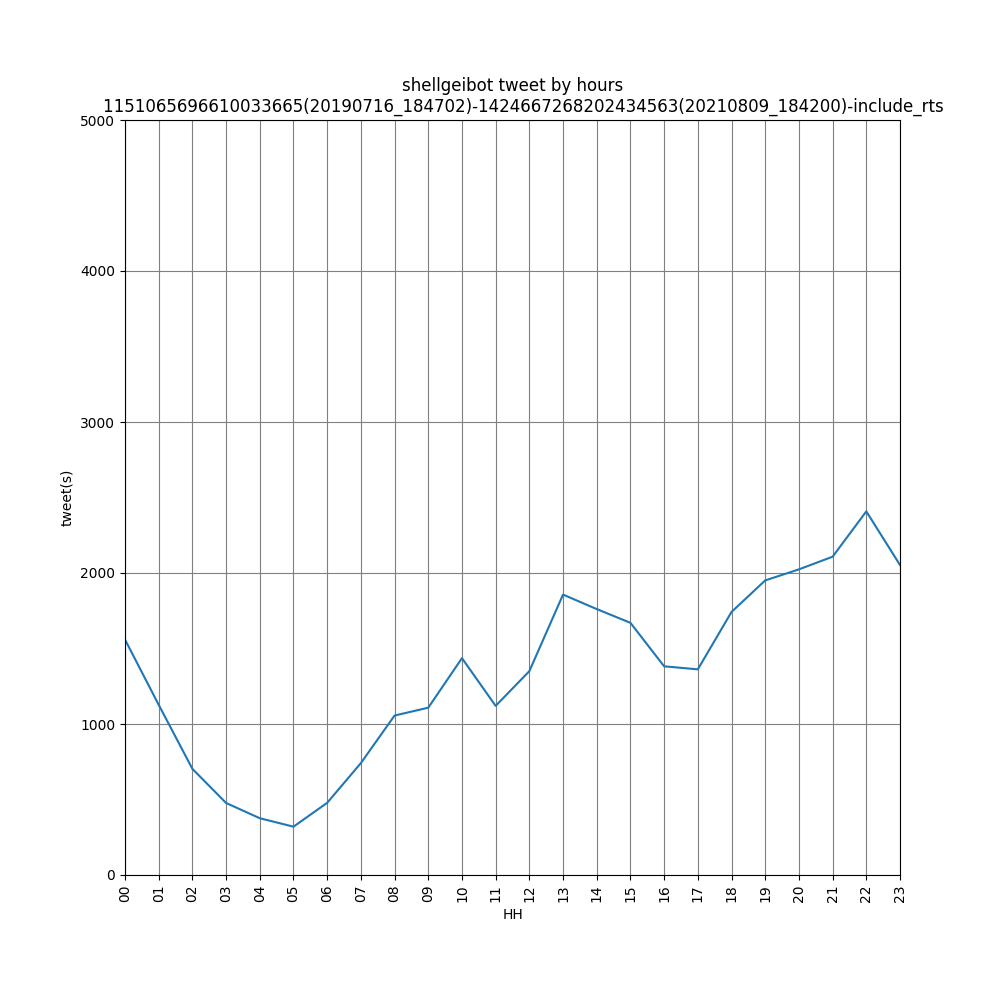 shellgeibot tweet by hours
1151065696610033665(20190716_184702)-1424667268202434563(20210809_184200)-include_rts
5000
4000
3000
2000
1000
0
tweet(s)
00 01 02 03 04 05 06 07 08 09 10 11 12 13 14 15 16 17 18 19 20 21 22 23
HH